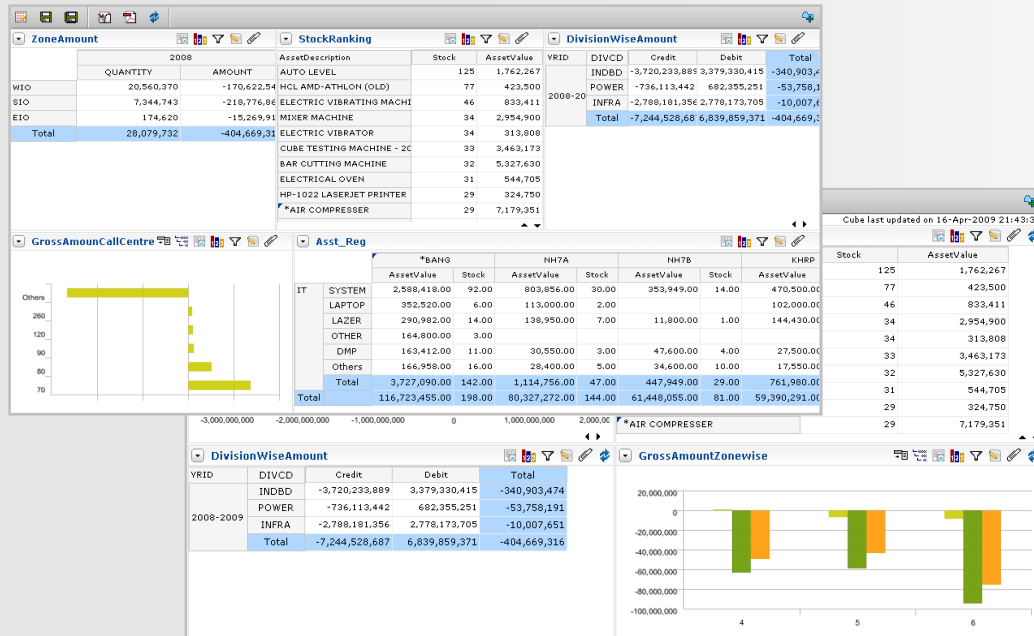 ZoneAmount
2008
QUANTITY AMOUNT
WIO 20,560,370 -170,622,54
SIO 7,344,743 -218,776,86
EIO 174,620 -15,269,91
Total 28,079,732 -404,669,31
StockRanking
AssetDescription Stock AssetValue
AUTO LEVEL 125 1,762,267
HCL AMD-ATHLON (OLD) 77 423,500
ELECTRIC VIBRATING MACHI 46 833,411
MIXER MACHINE 34 2,954,900
ELECTRIC VIBRATOR 34 313,808
CUBE TESTING MACHINE - 20 33 3,463,173
BAR CUTTING MACHINE 32 5,327,630
ELECTRICAL OVEN 31 544,705
HP-1022 LASERJET PRINTER 29 324,750
*AIR COMPRESSER 29 7,179,351
DivisionWiseAmount
YRID DIVCD Credit Debit Total
2008-20 INDBD -3,720,233,889 3,379,330,415 -340,903,4
POWER -736,113,442 682,355,251 -53,758,1
INFRA -2,788,181,356 2,778,173,705 -10,007,6
Total -7,244,528,68 6,839,859,371 -404,669,3
GrossAmounCallCentre
Others
260
120
90
80
70
Asst_Reg
*BANG NH7A NH7B KHRP
AssetValue Stock AssetValue Stock AssetValue Stock AssetValue
IT SYSTEM 2,588,418.00 92.00 803,856.00 30.00 353,949.00 14.00 470,500.00
LAPTOP 352,520.00 6.00 113,000.00 2.00 102,000.00
LAZER 290,982.00 14.00 138,950.00 7.00 11,800.00 1.00 144,430.00
OTHER 164,800.00 3.00
DMP 163,412.00 11.00 30,550.00 3.00 47,600.00 4.00 27,500.00
Others 166,958.00 16.00 28,400.00 5.00 34,600.00 10.00 17,550.00
Total 3,727,090.00 142.00 1,114,756.00 47.00 447,949.00 29.00 761,980.00
Total 116,723,455.00 198.00 80,327,272.00 144.00 61,448,055.00 81.00 59,390,291.00
Cube last updated on 16-Apr-2009 21:43:3
Stock AssetValue
125 1,762,267
77 423,500
46 833,411
34 2,954,900
34 313,808
33 3,463,173
32 5,327,630
31 544,705
29 324,750
*AIR COMPRESSER 29 7,179,351
-3,000,000,000 -2,000,000,000 -1,000,000,000 0 1,000,000,000 2,000,0
DivisionWiseAmount
YRID DIVCD Credit Debit Total
2008-2009 INDBD -3,720,233,889 3,379,330,415 -340,903,474
POWER -736,113,442 682,355,251 -53,758,191
INFRA -2,788,181,356 2,778,173,705 -10,007,651
Total -7,244,528,687 6,839,859,371 -404,669,316
GrossAmountZonewise
20,000,000
0
-20,000,000
-40,000,000
-60,000,000
-80,000,000
-100,000,000
4 5 6